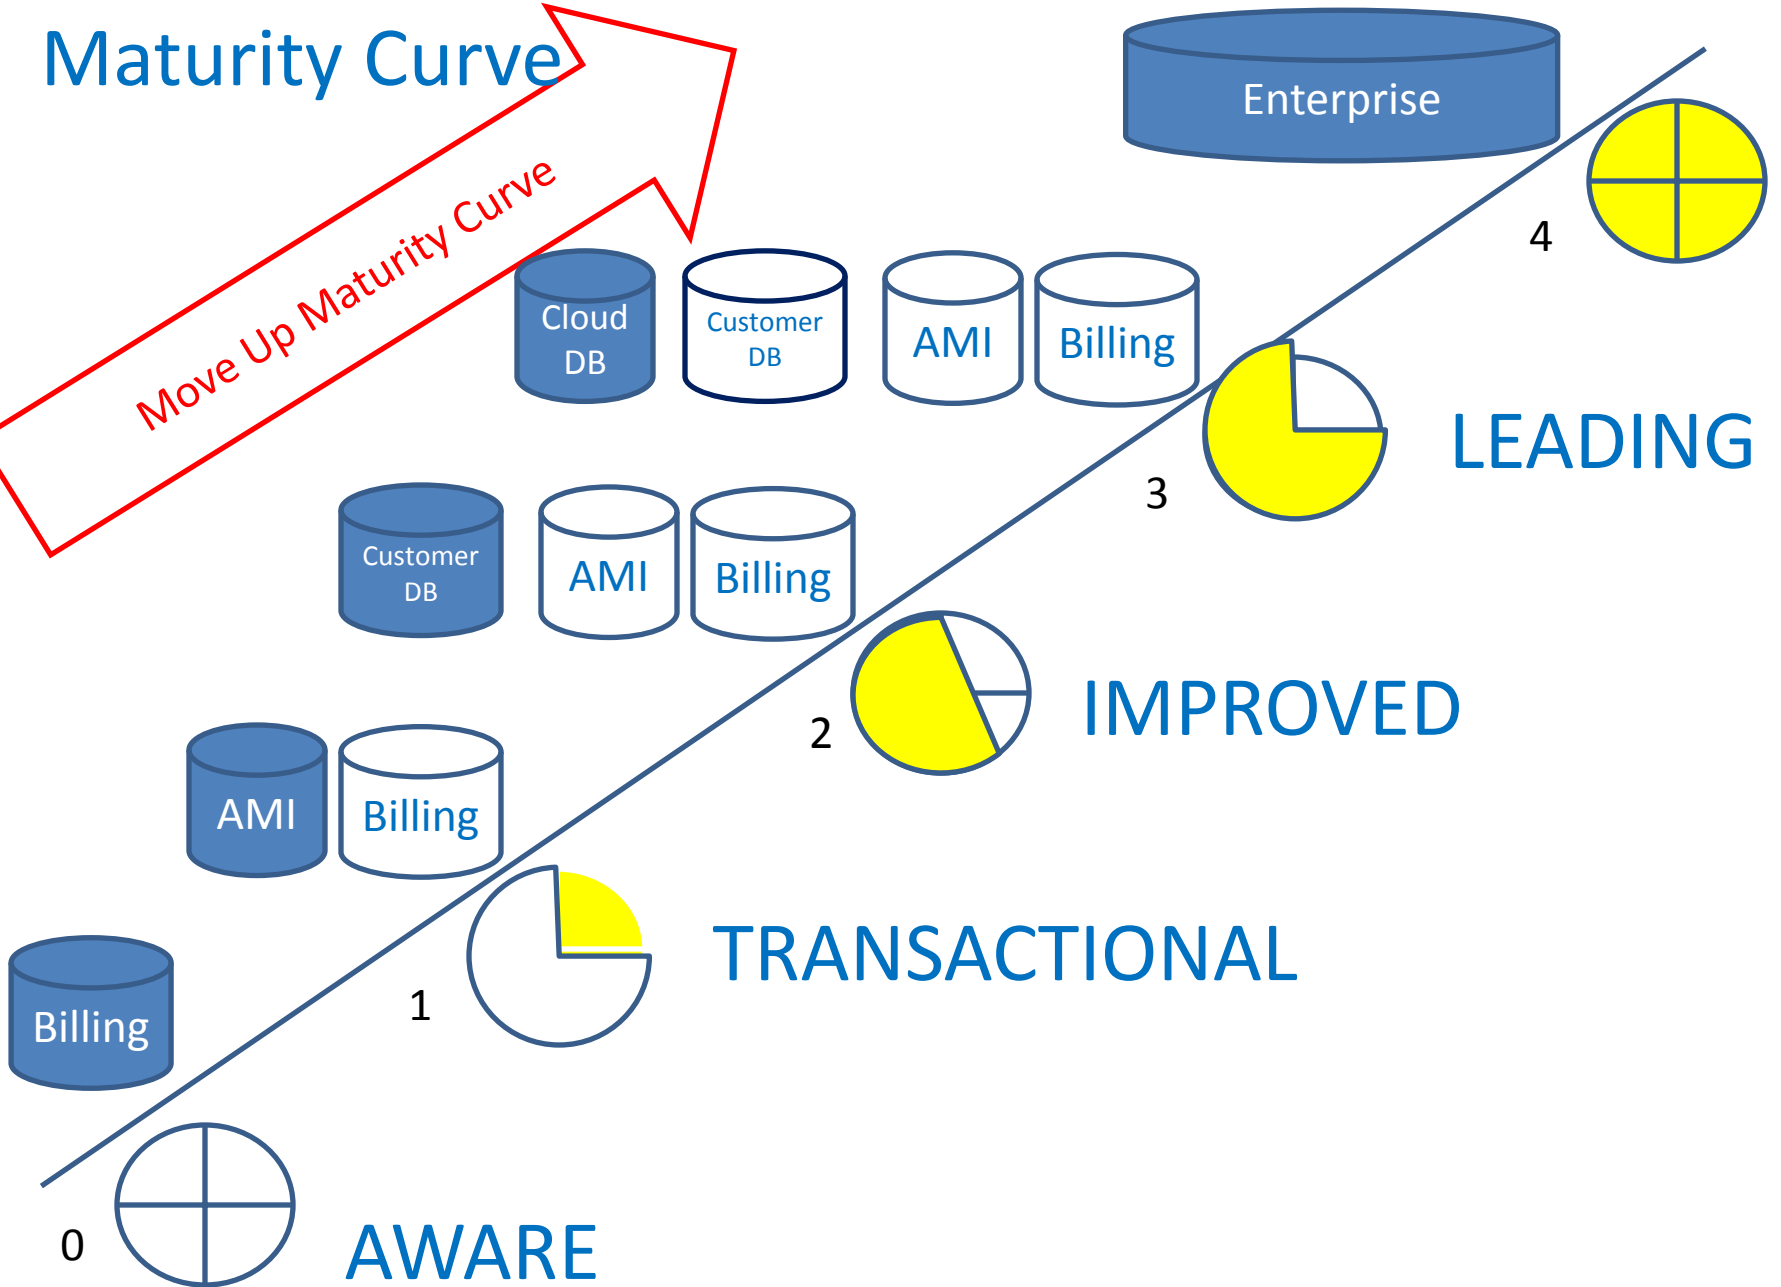 Maturity Curve
Move Up Maturity Curve
Enterprise
4
Cloud
DB
Customer
DB
AMI
Billing
3
LEADING
Customer
DB
AMI
Billing
2
IMPROVED
AMI
Billing
1
TRANSACTIONAL
Billing
0
AWARE